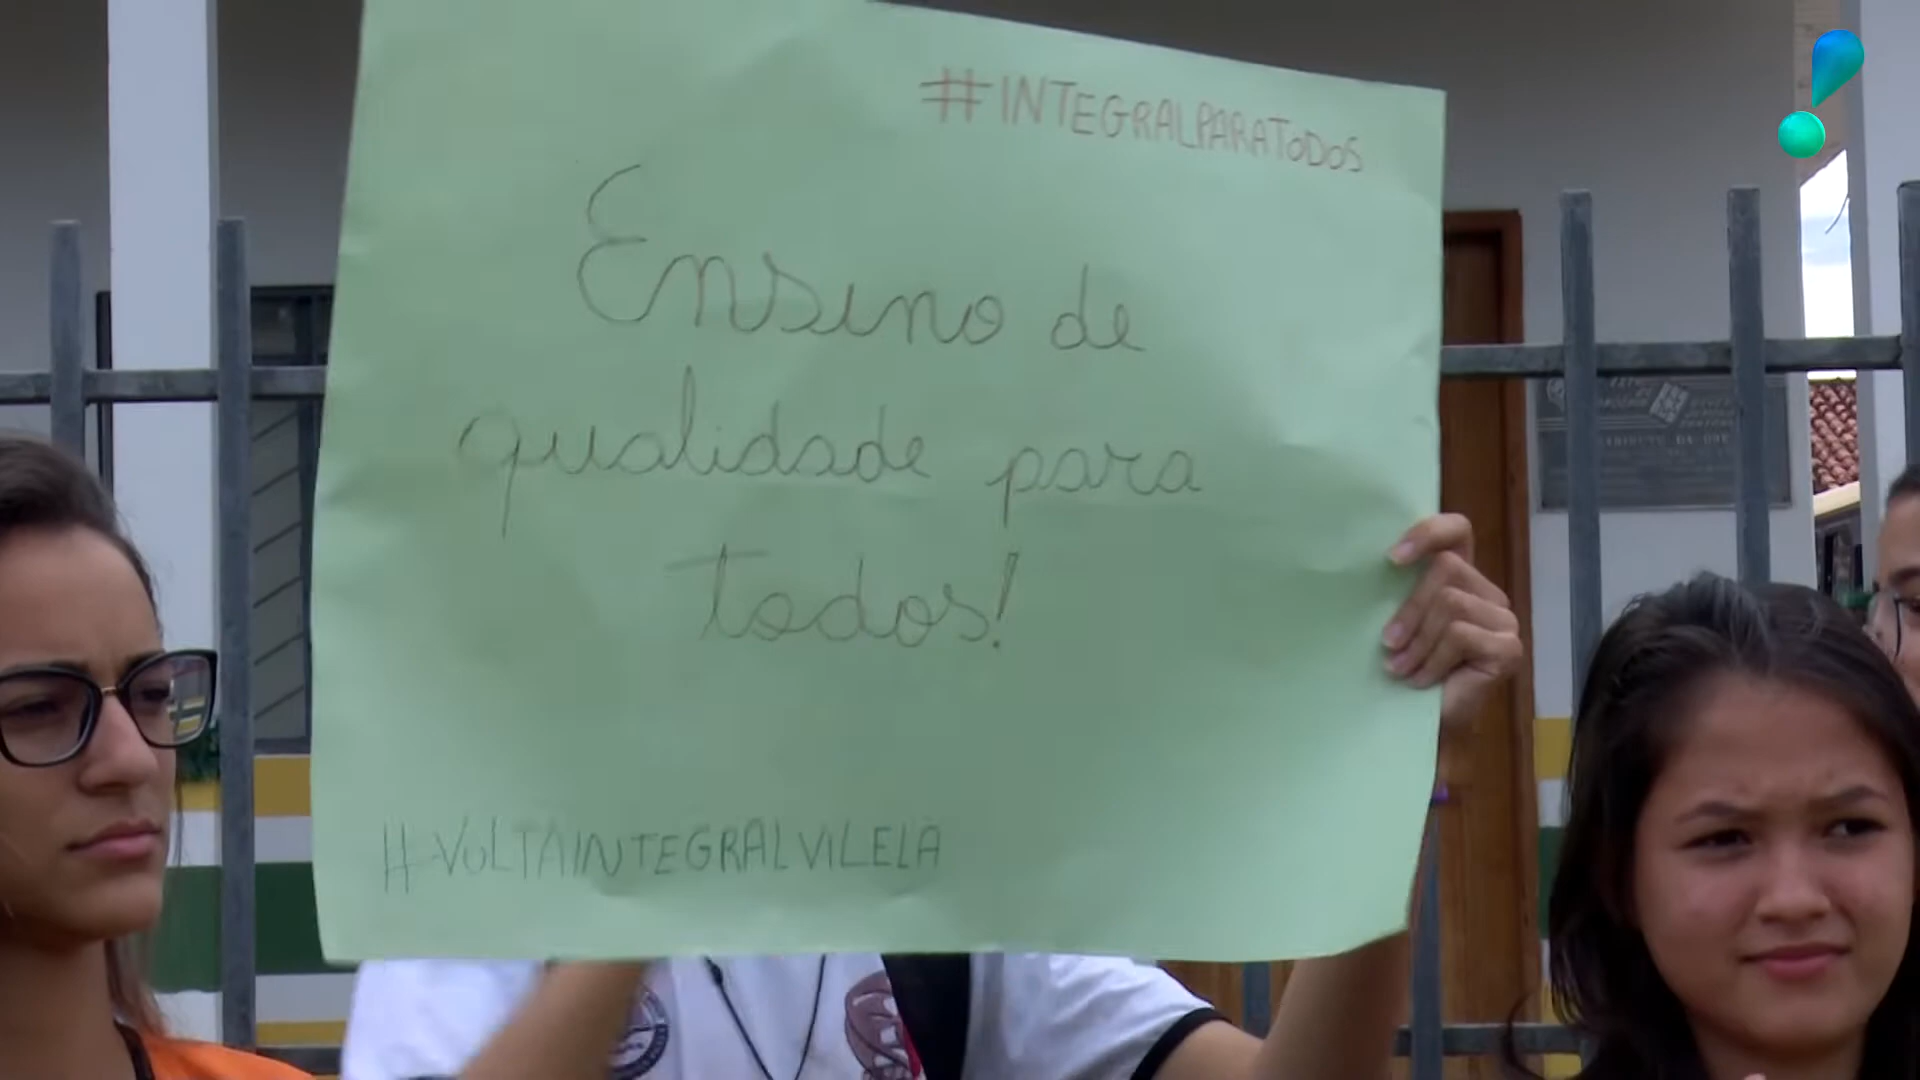 #INTEGRALPARATODOS
Ensino de
qualidade para
todos!
#VOLTAINTEGRALVILELA